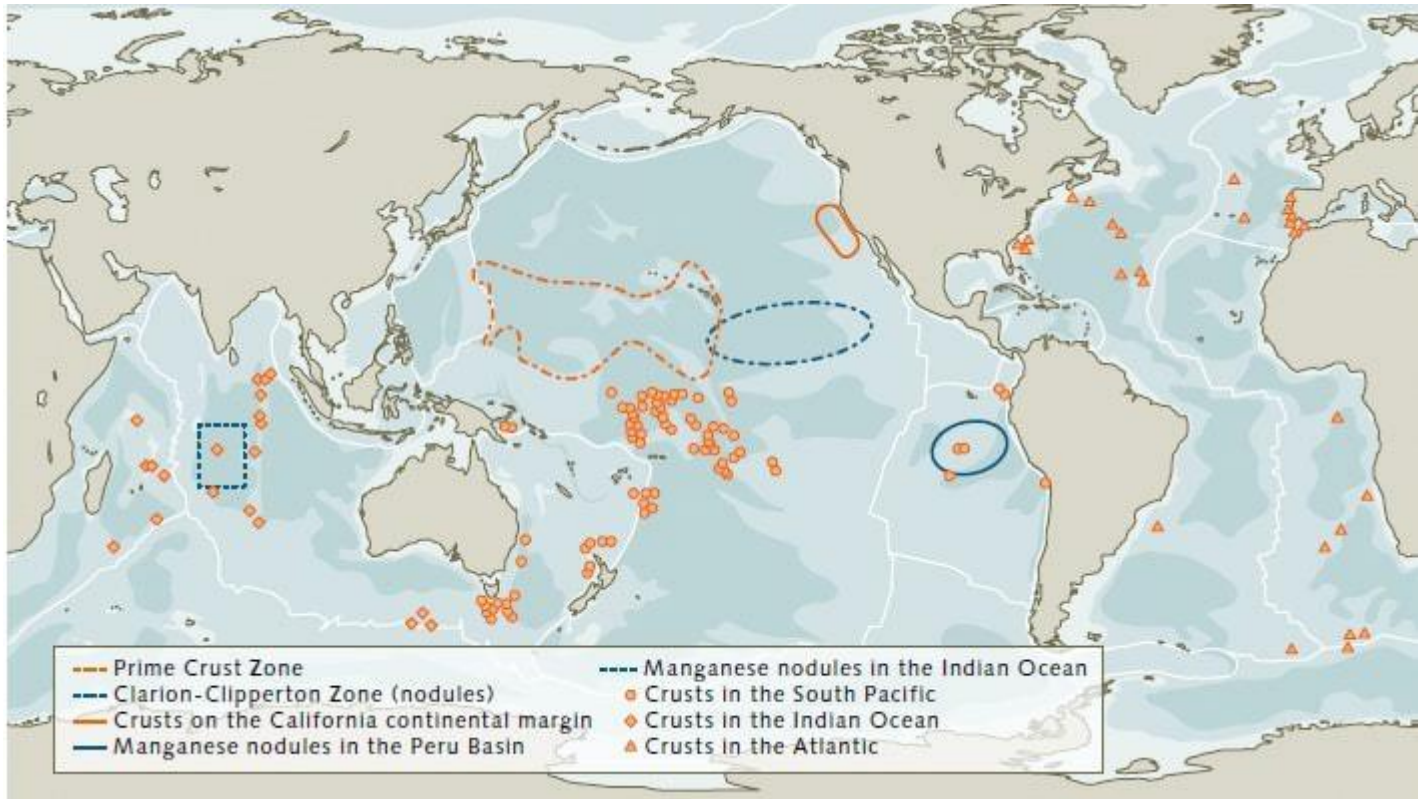 Prime Crust Zone
Clarion-Clipperton Zone (nodules)
Crusts on the California continental margin
Manganese nodules in the Peru Basin
Manganese nodules in the Indian Ocean
Crusts in the South Pacific
Crusts in the Indian Ocean
Crusts in the Atlantic